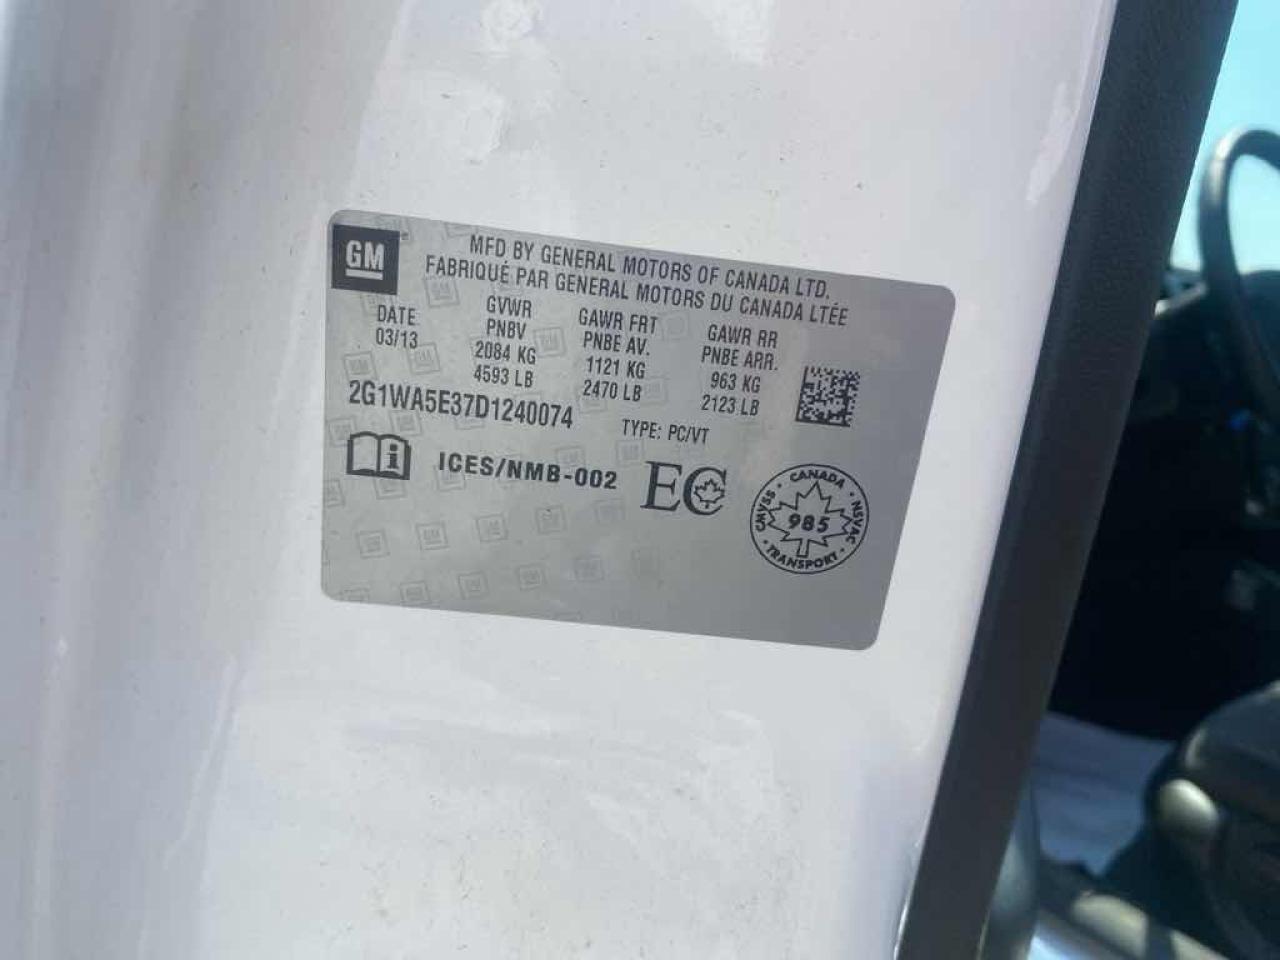 GM
MFD BY GENERAL MOTORS OF CANADA LTD.
FABRIQUÉ PAR GENERAL MOTORS DU CANADA LTÉE
DATE GVWR GAWR FRT GAWR RR
03/13 PNBV PNBE AV. PNBE ARR.
2084 KG 1121 KG 963 KG
4593 LB 2470 LB 2123 LB
2G1WA5E37D1240074 TYPE: PC/VT
i ICES/NMB-002 EC
CANADA
CMVSS 985 NSVAC
TRANSPORT